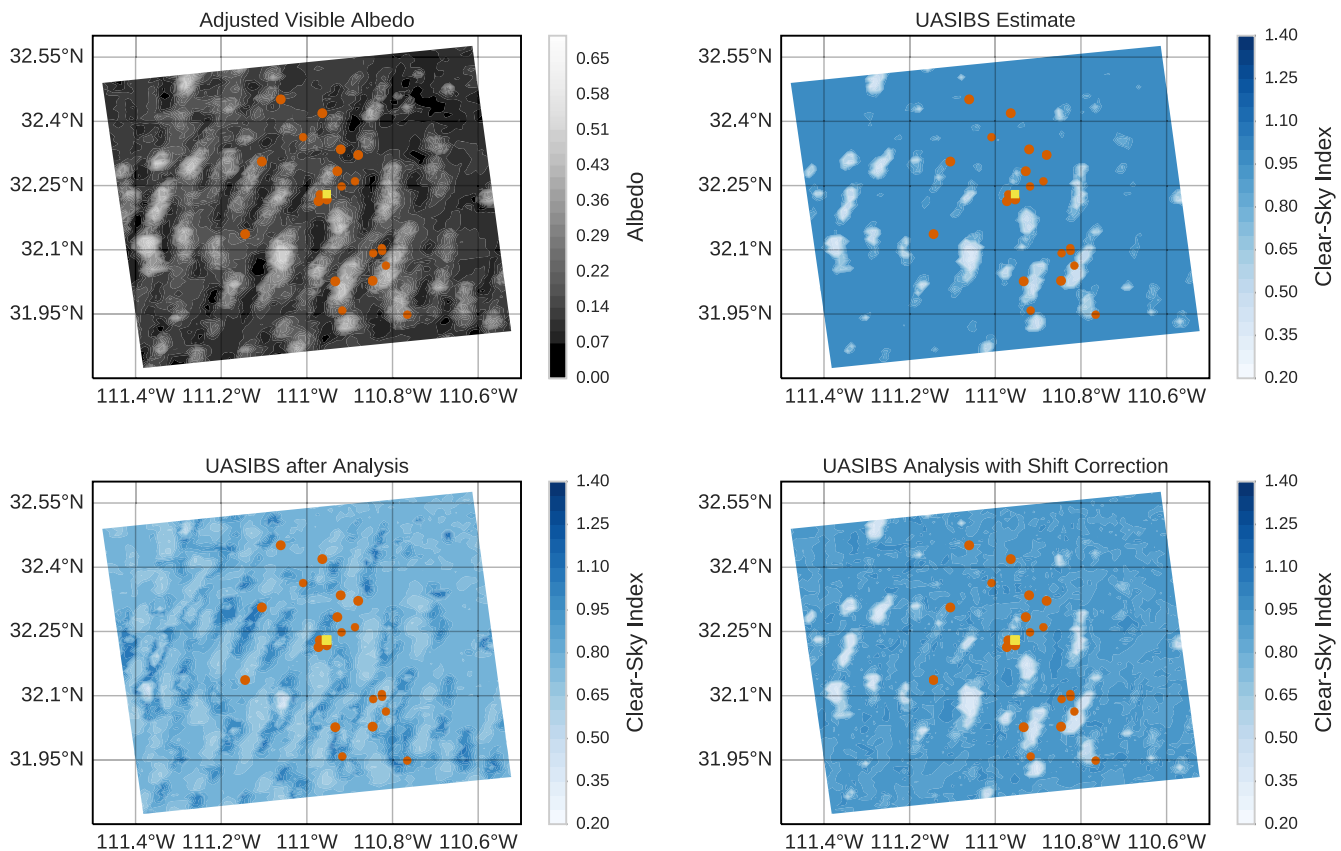 Adjusted Visible Albedo
32.55°N
32.4°N
32.25°N
32.1°N
31.95°N
111.4°W 111.2°W 111°W 110.8°W 110.6°W
0.65
0.58
0.51
0.43
0.36
0.29
0.22
0.14
0.07
0.00
Albedo
UASIBS Estimate
32.55°N
32.4°N
32.25°N
32.1°N
31.95°N
111.4°W 111.2°W 111°W 110.8°W 110.6°W
1.40
1.25
1.10
0.95
0.80
0.65
0.50
0.35
0.20
Clear-Sky Index
UASIBS after Analysis
32.55°N
32.4°N
32.25°N
32.1°N
31.95°N
111.4°W 111.2°W 111°W 110.8°W 110.6°W
1.40
1.25
1.10
0.95
0.80
0.65
0.50
0.35
0.20
Clear-Sky Index
UASIBS Analysis with Shift Correction
32.55°N
32.4°N
32.25°N
32.1°N
31.95°N
111.4°W 111.2°W 111°W 110.8°W 110.6°W
1.40
1.25
1.10
0.95
0.80
0.65
0.50
0.35
0.20
Clear-Sky Index